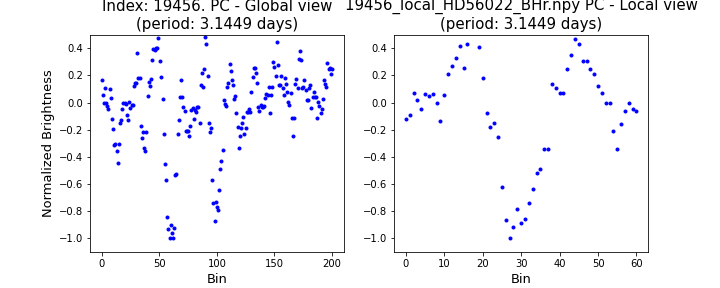 Index: 19456. PC - Global view
(period: 3.1449 days)
19456_local_HD56022_BHr.npy PC - Local view
(period: 3.1449 days)
Normalized Brightness
0.4
0.2
0.0
−0.2
−0.4
−0.6
−0.8
−1.0
0 50 100 150 200
Bin
0.4
0.2
0.0
−0.2
−0.4
−0.6
−0.8
−1.0
0 10 20 30 40 50 60
Bin